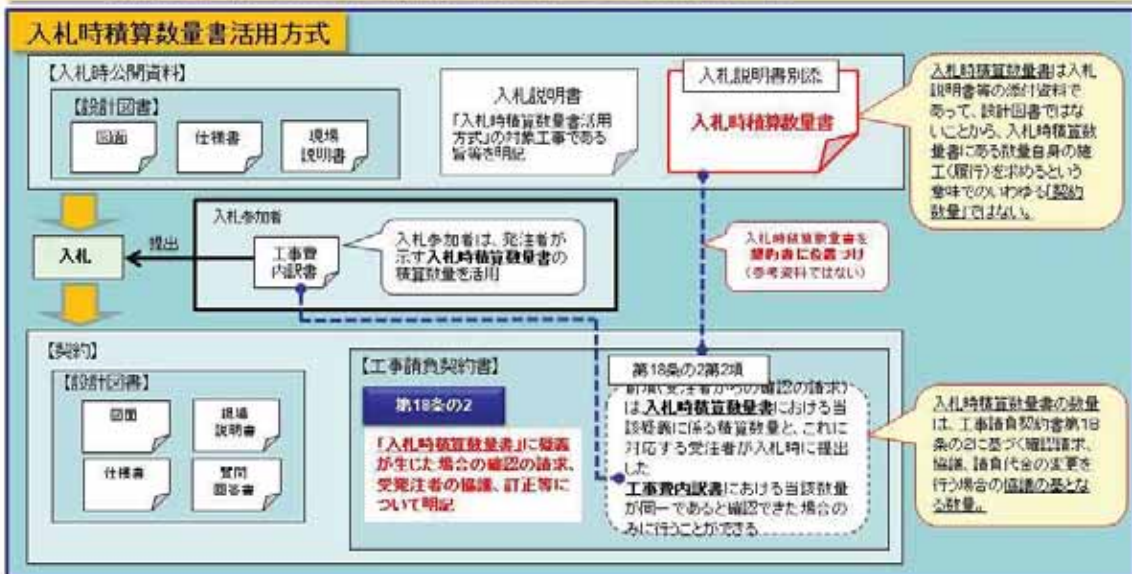 入札時積算数量書活用方式
【入札時公開資料】
【設計図書】
図面
仕様書
現場
説明書
入札説明書
「入札時積算数量書活用
方式」の対象工事である
旨等を明記
入札説明書別添
入札時積算数量書
入札時積算数量書は入札
説明書等の添付資料で
あって、設計図書ではな
いことから、入札時積算数
量書にある数量自身の施
工(履行)を求めるという
意味でのいわゆる「契約
数量」ではない。
入札
提出
入札参加者
工事費
内訳書
入札参加者は、発注者が
示す入札時積算数量書の
積算数量を活用
入札時積算数量書を
契約書に位置づけ
(参考資料ではない)
【契約】
【設計図書】
図面
現場
説明書
仕様書
質問
回答書
【工事請負契約書】
第18条の2
「入札時積算数量書」に疑義
が生じた場合の確認の請求、
受発注者の協議、訂正等に
ついて明記
第18条の2第2項
前項(受注者からの確認の請求)
は、入札時積算数量書における当
該疑義に係る積算数量と、これに
対応する受注者が入札時に提出
した
工事費内訳書における当該数量
が同一であると確認できた場合の
みに行うことができる
入札時積算数量書の数量
は、工事請負契約書第18
条の2に基づく確認請求、
協議、請負代金の変更を
行う場合の協議の基とな
る数量。